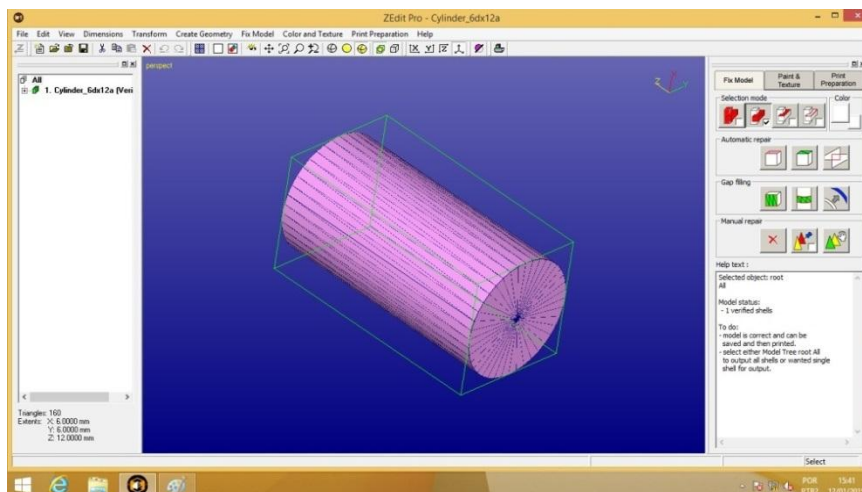 ZEdit Pro - Cylinder_6dx12a
File Edit View Dimensions Transform Create Geometry Fix Model Color and Texture Print Preparation Help
perspect
All
1. Cylinder_6dx12a (Veri
Triangles: 160
Extents: X: 6.0000 mm
Y: 6.0000 mm
Z: 12.0000 mm
Z
Y
Fix Model
Paint & Texture
Print Preparation
Selection mode
Color
Automatic repair
Gap filling
Manual repair
Help text :
Selected object: root
All
Model status:
- 1 verified shells
To do:
- model is correct and can be
saved and then printed.
- select either Model Tree root All
to output all shells or wanted single
shell for output.
Select
POR
15:41